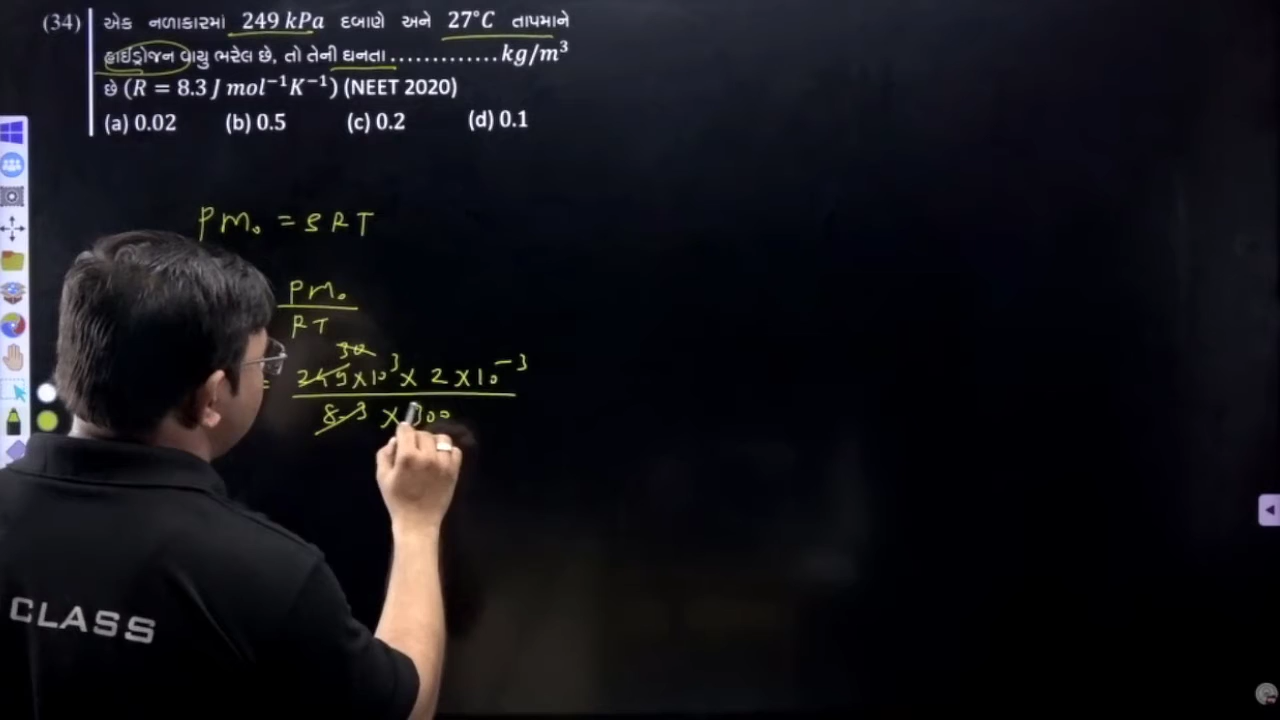 (34) એક નળાકારમાં 249 kPa દબાણે અને 27°C તાપમાને
હાઈડ્રોજન વાયુ ભરેલ છે, તો તેની ઘનતા ............. kg/m³
છે (R = 8.3 J mol⁻¹K⁻¹) (NEET 2020)
(a) 0.02 (b) 0.5 (c) 0.2 (d) 0.1
PM₀ = ρRT
PM₀
RT
30
= 249×10³ × 2×10⁻³
8.3 × 300
CLASS